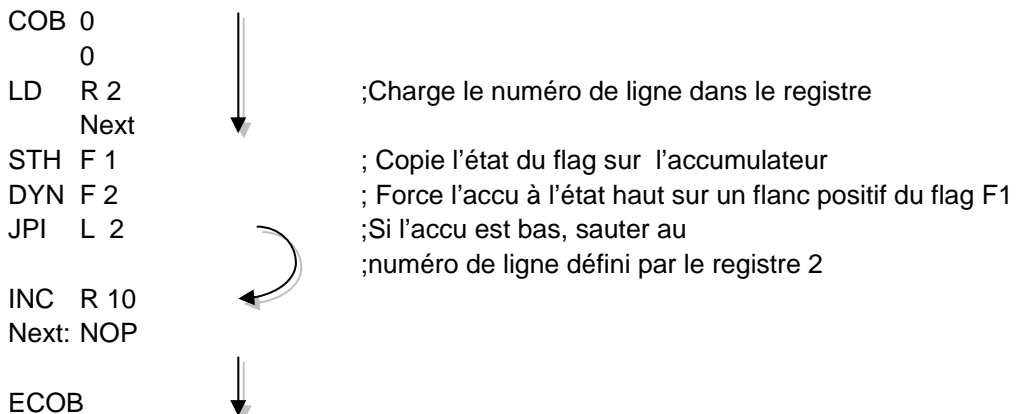 COB 0
0
LD R 2 ;Charge le numéro de ligne dans le registre
Next
STH F 1 ; Copie l’état du flag sur l’accumulateur
DYN F 2 ; Force l’accu à l’état haut sur un flanc positif du flag F1
JPI L 2 ;Si l’accu est bas, sauter au
;numéro de ligne défini par le registre 2
INC R 10
Next: NOP
ECOB